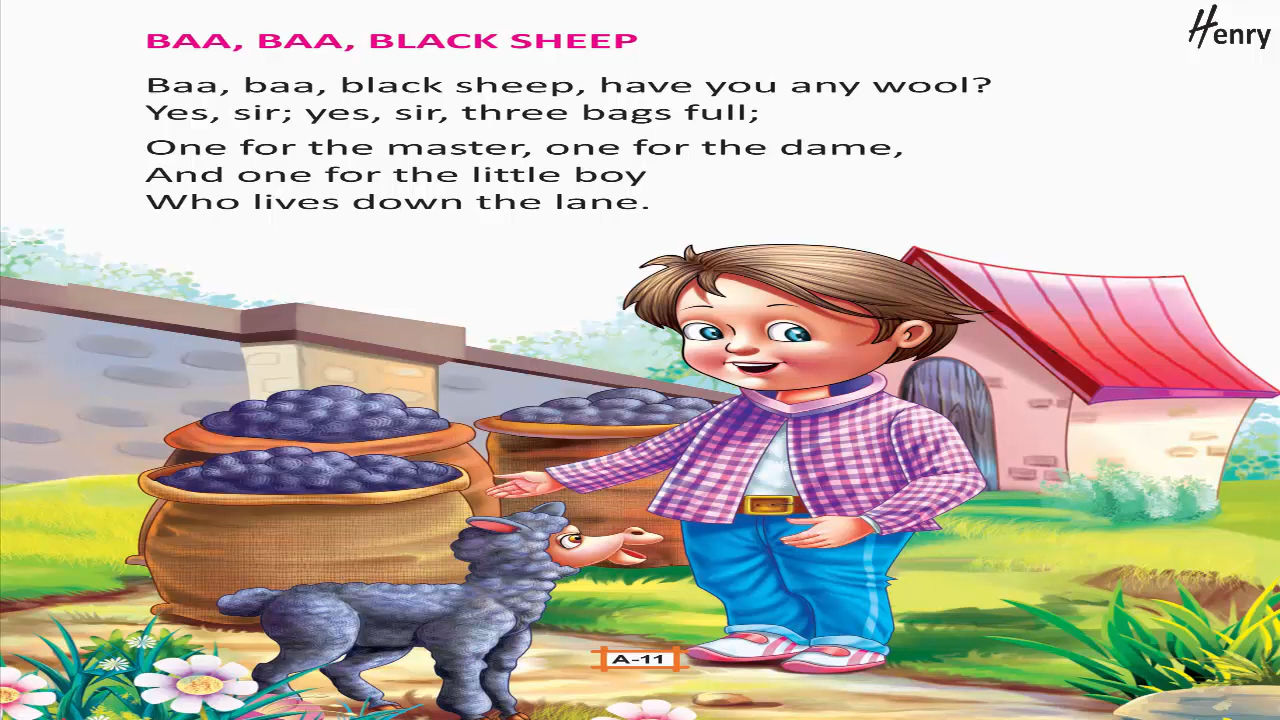 BAA, BAA, BLACK SHEEP
Henry
Baa, baa, black sheep, have you any wool?
Yes, sir; yes, sir, three bags full;
One for the master, one for the dame,
And one for the little boy
Who lives down the lane.
A-11